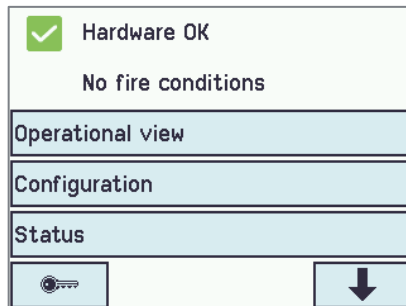 Hardware OK
No fire conditions
Operational view
Configuration
Status